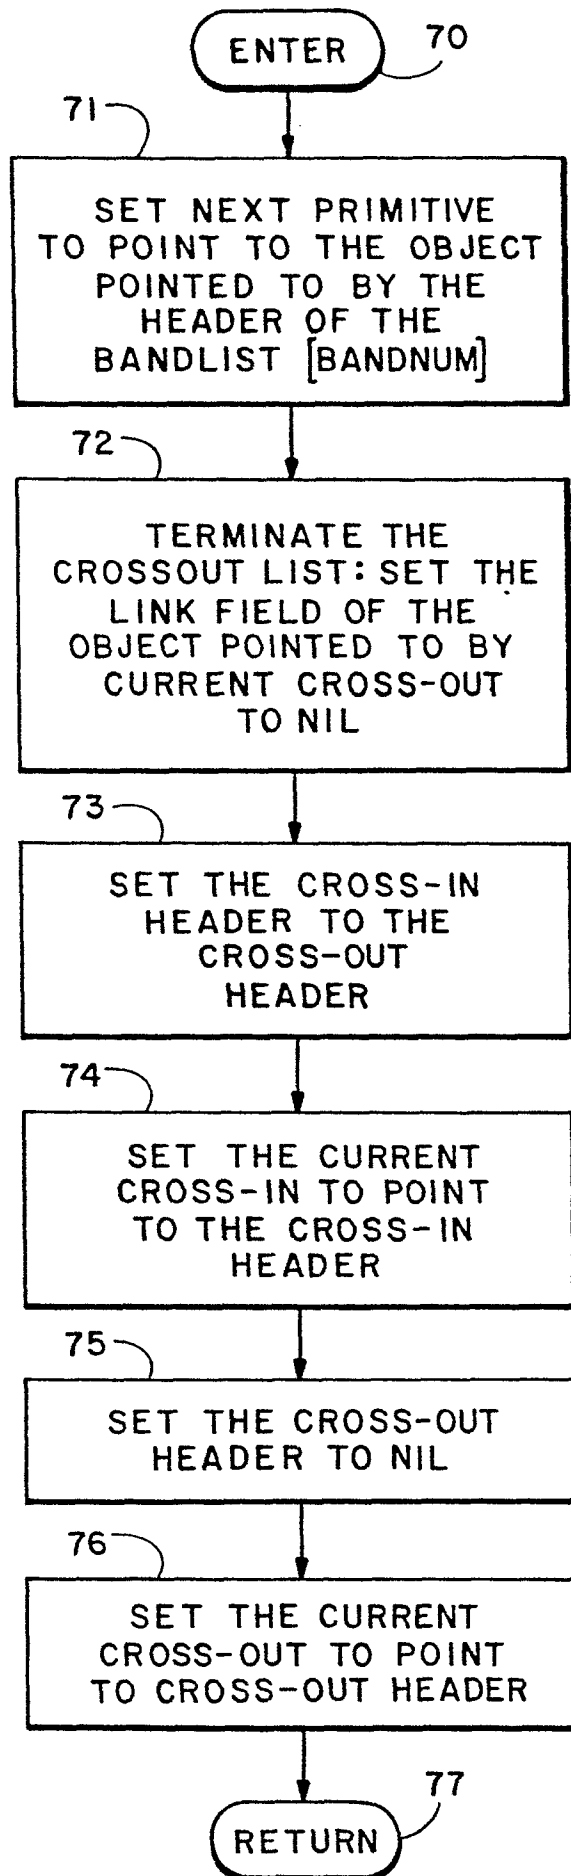 ENTER
70
71
SET NEXT PRIMITIVE
TO POINT TO THE OBJECT
POINTED TO BY THE
HEADER OF THE
BANDLIST [BANDNUM]
72
TERMINATE THE
CROSSOUT LIST: SET THE
LINK FIELD OF THE
OBJECT POINTED TO BY
CURRENT CROSS-OUT
TO NIL
73
SET THE CROSS-IN
HEADER TO THE
CROSS-OUT
HEADER
74
SET THE CURRENT
CROSS-IN TO POINT
TO THE CROSS-IN
HEADER
75
SET THE CROSS-OUT
HEADER TO NIL
76
SET THE CURRENT
CROSS-OUT TO POINT
TO CROSS-OUT HEADER
77
RETURN